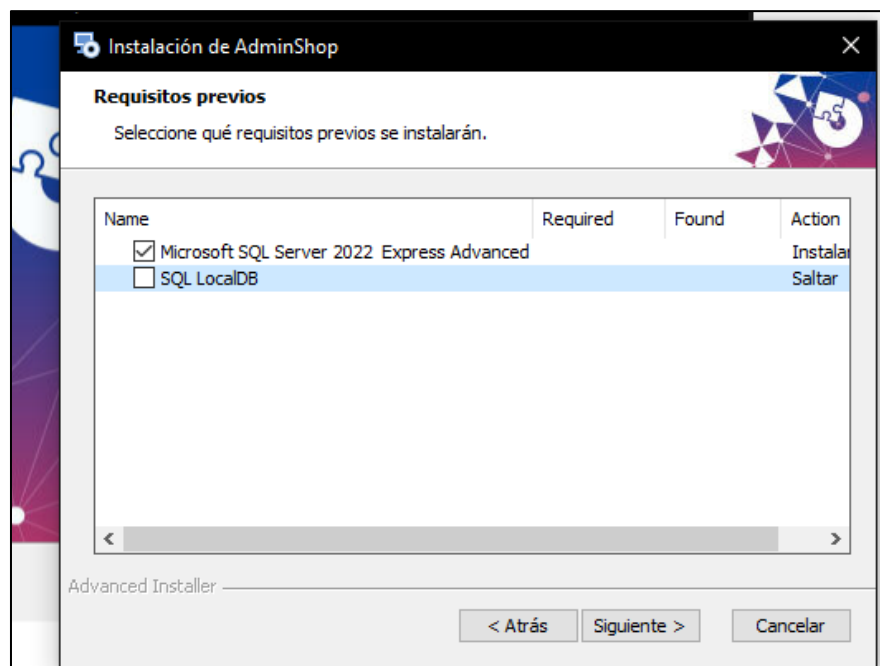 Instalación de AdminShop
Requisitos previos
Seleccione qué requisitos previos se instalarán.
Name Required Found Action
Microsoft SQL Server 2022 Express Advanced Instalar
SQL LocalDB Saltar
Advanced Installer
< Atrás Siguiente > Cancelar